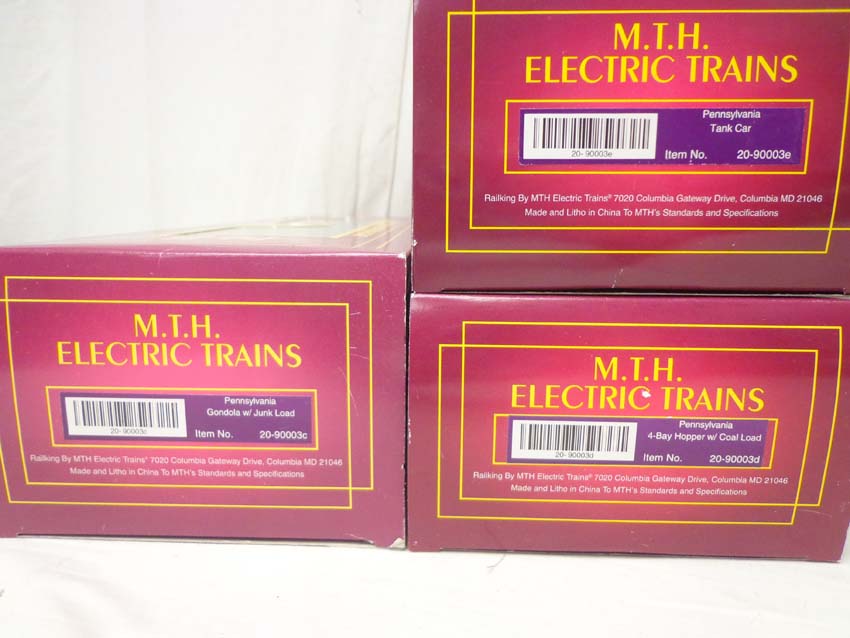 M.T.H.
ELECTRIC TRAINS
Pennsylvania
Tank Car
20-90003e
Item No. 20-90003e
Railking By MTH Electric Trains® 7020 Columbia Gateway Drive, Columbia MD 21046
Made and Litho in China To MTH's Standards and Specifications
M.T.H.
ELECTRIC TRAINS
Pennsylvania
Gondola w/ Junk Load
20-90003c
Item No. 20-90003c
Railking By MTH Electric Trains® 7020 Columbia Gateway Drive, Columbia MD 21046
Made and Litho in China To MTH's Standards and Specifications
M.T.H.
ELECTRIC TRAINS
Pennsylvania
4-Bay Hopper w/ Coal Load
20-90003d
Item No. 20-90003d
Railking By MTH Electric Trains® 7020 Columbia Gateway Drive, Columbia MD 21046
Made and Litho in China To MTH's Standards and Specifications